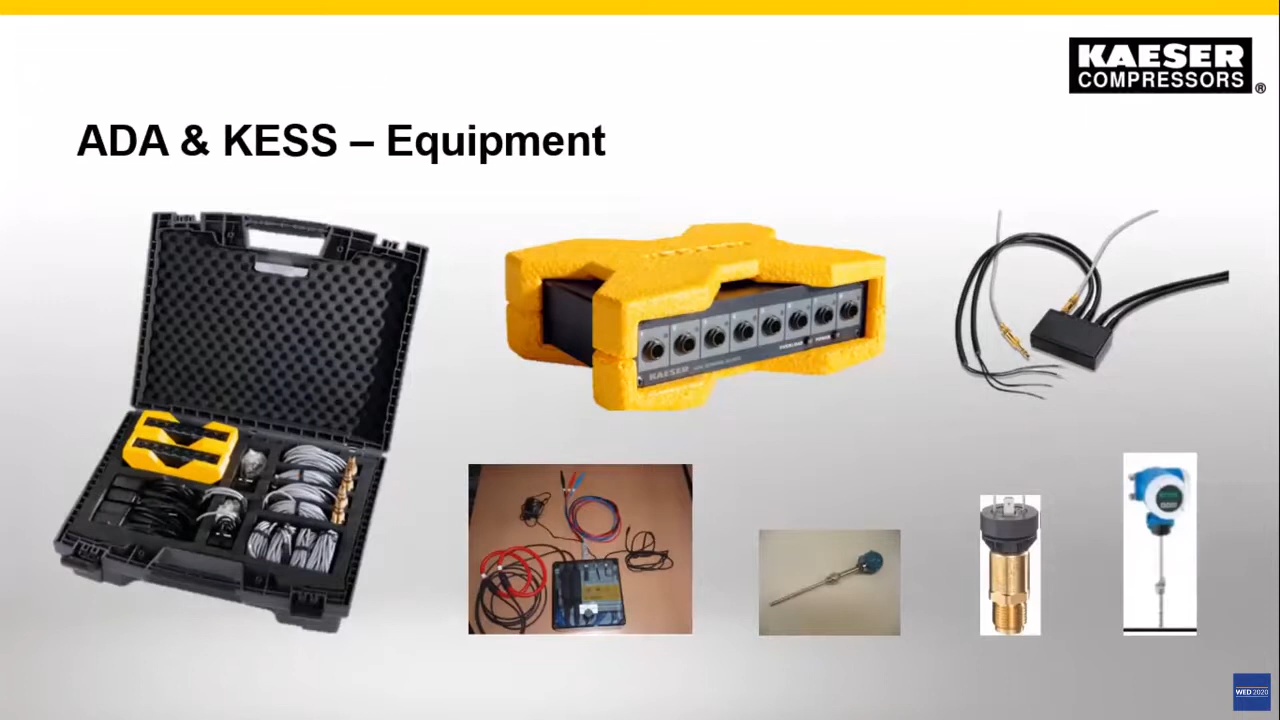 KAESER
COMPRESSORS®
ADA & KESS – Equipment
KAESER
WED 2020